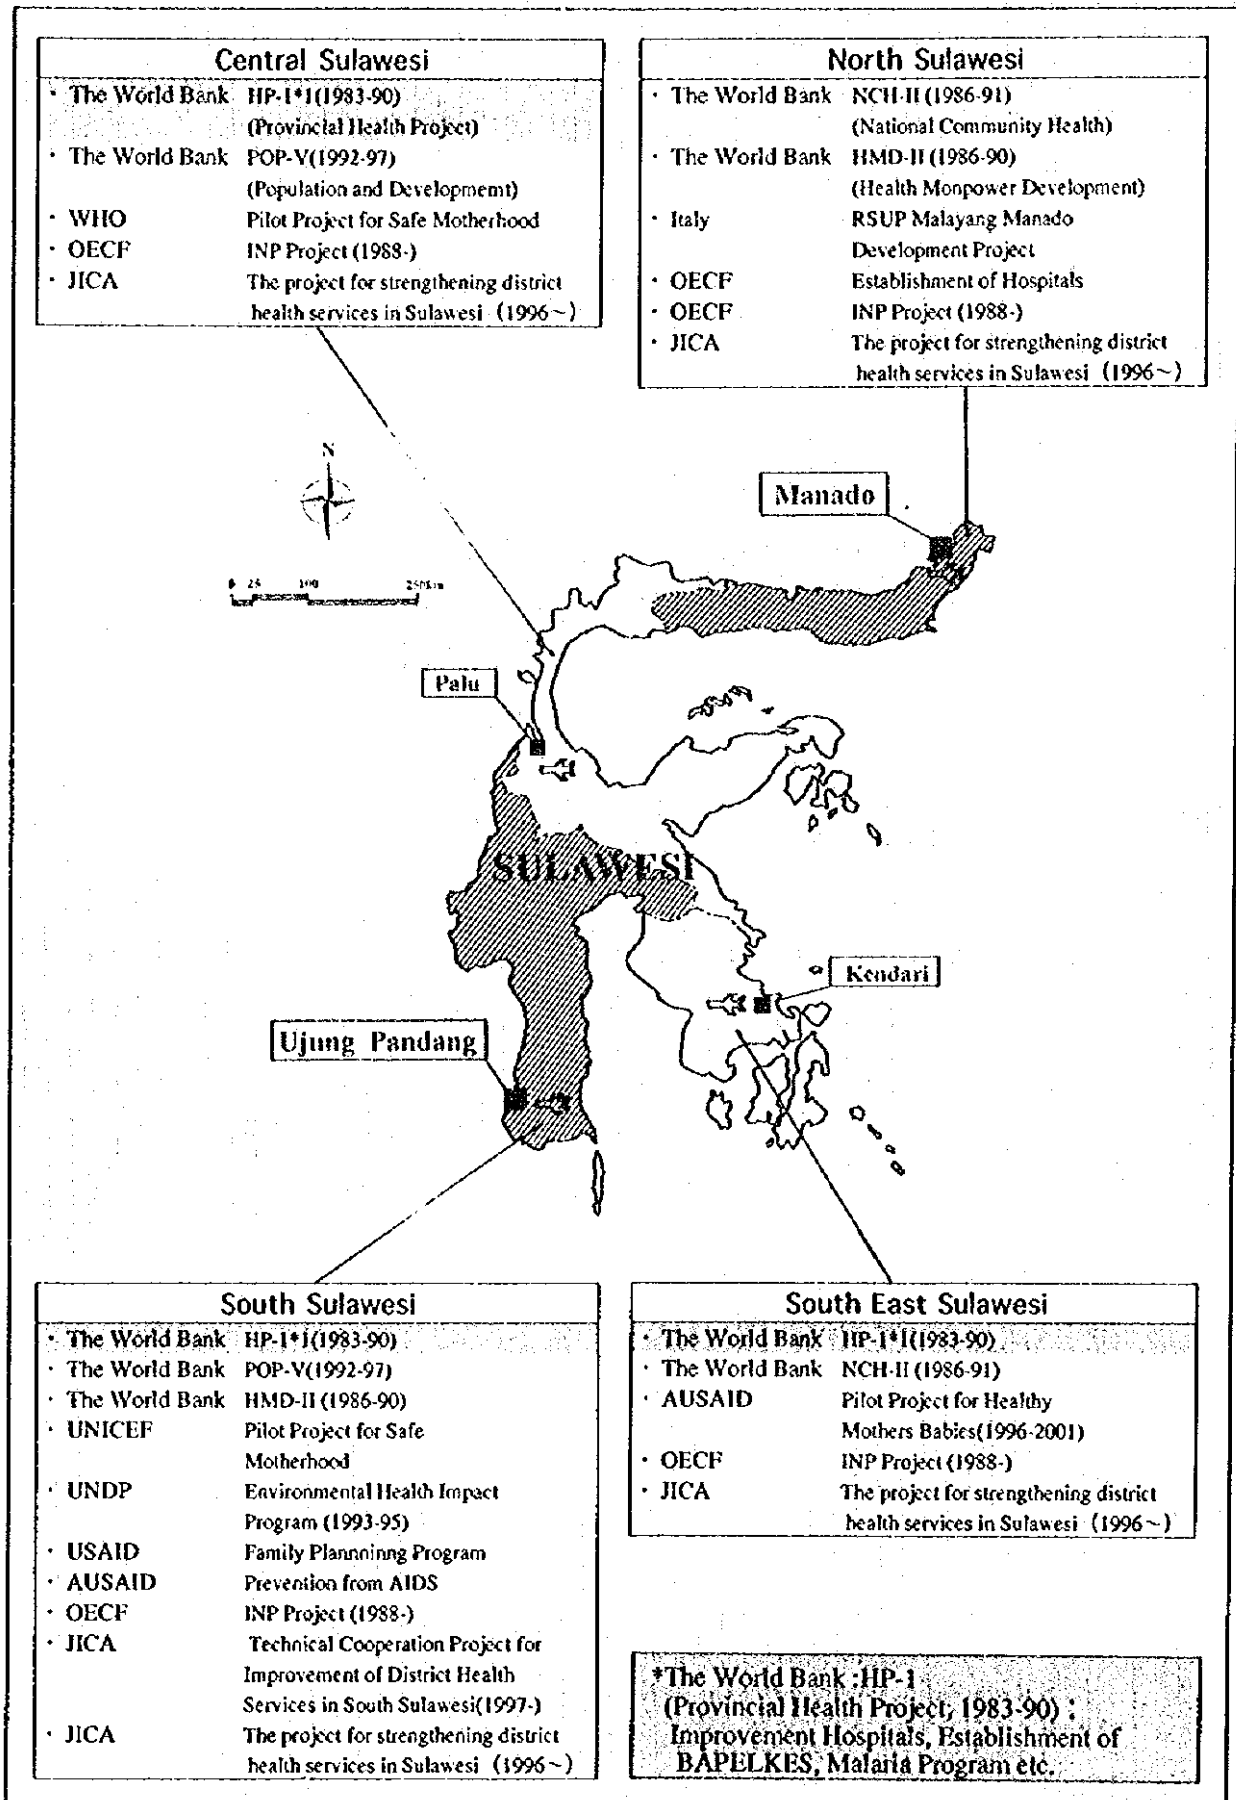 Central Sulawesi
· The World Bank HP-1*1(1983-90)
(Provincial Health Project)
· The World Bank POP-V(1992-97)
(Population and Developmemt)
· WHO Pilot Project for Safe Motherhood
· OECF INP Project (1988-)
· JICA The project for strengthening district
health services in Sulawesi (1996~)
North Sulawesi
· The World Bank NCH-II (1986-91)
(National Community Health)
· The World Bank HMD-II (1986-90)
(Health Monpower Development)
· Italy RSUP Malayang Manado
Development Project
· OECF Establishment of Hospitals
· OECF INP Project (1988-)
· JICA The project for strengthening district
health services in Sulawesi (1996~)
N
0 25 100 250Km
Manado
Palu
SULAWESI
Kendari
Ujung Pandang
South Sulawesi
· The World Bank HP-1*1(1983-90)
· The World Bank POP-V(1992-97)
· The World Bank HMD-II (1986-90)
· UNICEF Pilot Project for Safe
Motherhood
· UNDP Environmental Health Impact
Program (1993-95)
· USAID Family Plannninng Program
· AUSAID Prevention from AIDS
· OECF INP Project (1988-)
· JICA Technical Cooperation Project for
Improvement of District Health
Services in South Sulawesi(1997-)
· JICA The project for strengthening district
health services in Sulawesi (1996~)
South East Sulawesi
· The World Bank HP-1*1(1983-90)
· The World Bank NCH-II (1986-91)
· AUSAID Pilot Project for Healthy
Mothers Babies(1996-2001)
· OECF INP Project (1988-)
· JICA The project for strengthening district
health services in Sulawesi (1996~)
*The World Bank :HP-1
(Provincial Health Project, 1983-90) :
Improvement Hospitals, Establishment of
BAPELKES, Malaria Program etc.